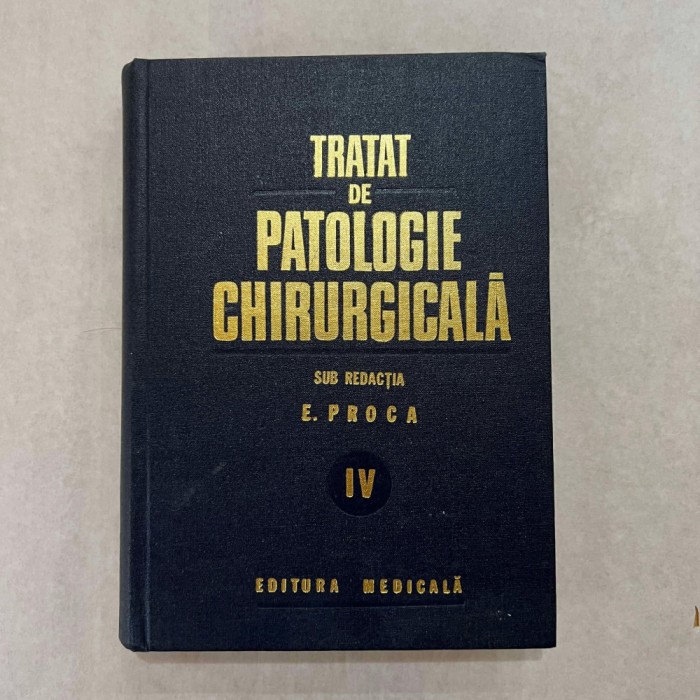 TRATAT
DE
PATOLOGIE
CHIRURGICALĂ
SUB REDACȚIA
E. PROCA
IV
EDITURA MEDICALĂ